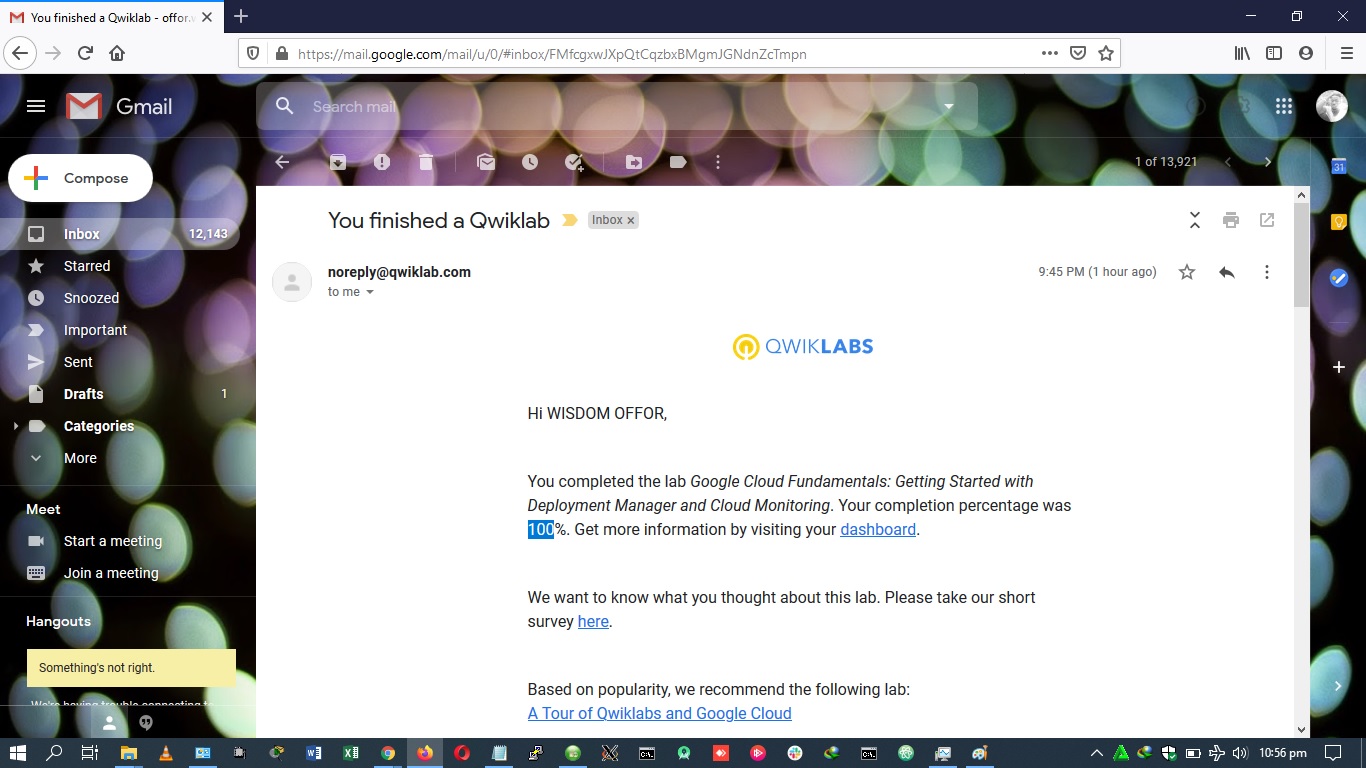 You finished a Qwiklab - offor.w
https://mail.google.com/mail/u/0/#inbox/FMfcgxwJXpQtCqzbxBMgmJGNdnZcTmpn
Gmail
Search mail
1 of 13,921
31
Compose
Inbox 12,143
Starred
Snoozed
Important
Sent
Drafts 1
Categories
More
Meet
Start a meeting
Join a meeting
Hangouts
Something's not right.
We're having trouble connecting to
You finished a Qwiklab Inbox x
noreply@qwiklab.com 9:45 PM (1 hour ago)
to me
QWIKLABS
Hi WISDOM OFFOR,
You completed the lab Google Cloud Fundamentals: Getting Started with
Deployment Manager and Cloud Monitoring. Your completion percentage was
100%. Get more information by visiting your dashboard.
We want to know what you thought about this lab. Please take our short
survey here.
Based on popularity, we recommend the following lab:
A Tour of Qwiklabs and Google Cloud
10:56 pm